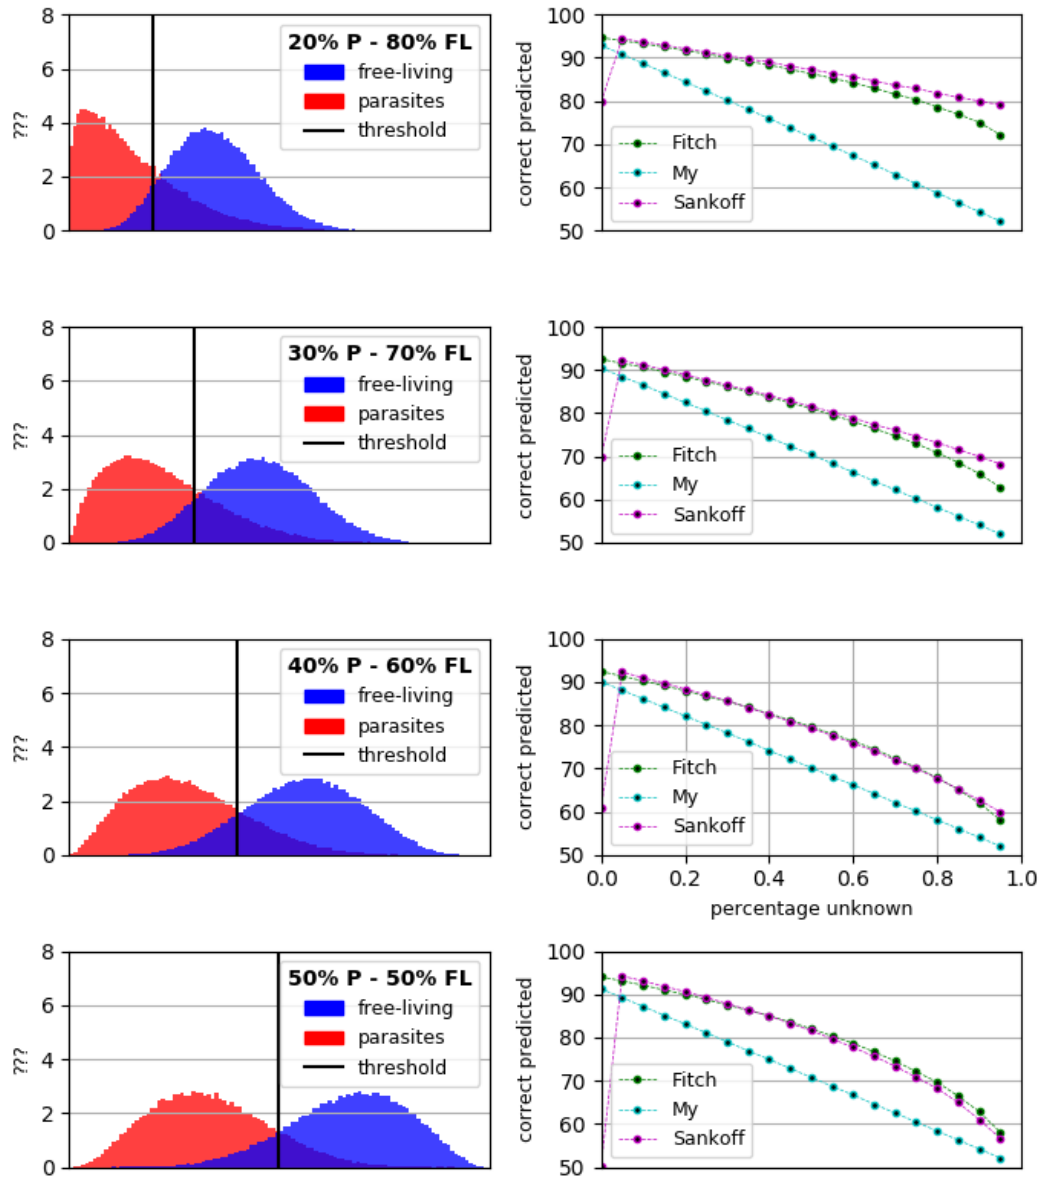 8
6
4
2
0
???
20% P - 80% FL
free-living
parasites
threshold
100
90
80
70
60
50
correct predicted
Fitch
My
Sankoff
8
6
4
2
0
???
30% P - 70% FL
free-living
parasites
threshold
100
90
80
70
60
50
correct predicted
Fitch
My
Sankoff
8
6
4
2
0
???
40% P - 60% FL
free-living
parasites
threshold
100
90
80
70
60
50
correct predicted
Fitch
My
Sankoff
0.0 0.2 0.4 0.6 0.8 1.0
percentage unknown
8
6
4
2
0
???
50% P - 50% FL
free-living
parasites
threshold
100
90
80
70
60
50
correct predicted
Fitch
My
Sankoff